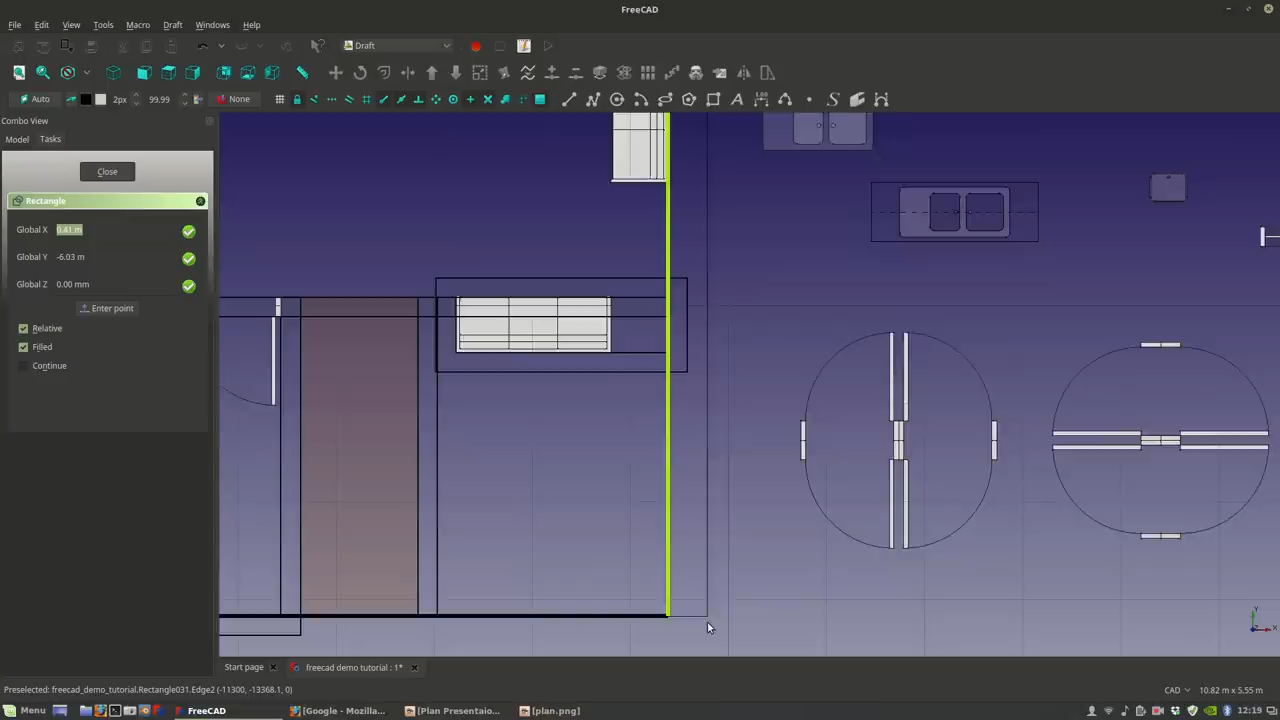 FreeCAD
File Edit View Tools Macro Draft Windows Help
Draft
Auto 2px 99.99 None
Combo View
Model Tasks
Close
Rectangle
Global X 0.41 m
Global Y -6.03 m
Global Z 0.00 mm
Enter point
Relative
Filled
Continue
Y
X
Start page freecad demo tutorial : 1*
Preselected: freecad_demo_tutorial.Rectangle031.Edge2 (-11300, -13368.1, 0) CAD 10.82 m x 5.55 m
Menu FreeCAD [Google - Mozilla... [Plan Presentaio... [plan.png] 12:19